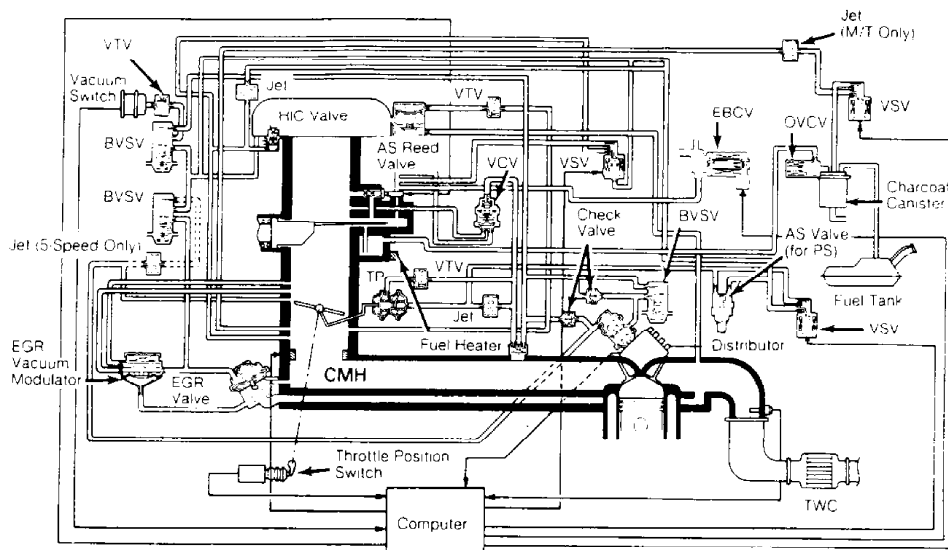 Jet
(M/T Only)
VTV
Vacuum
Switch
Jet
HIC Valve
VTV
EBCV
OVCV
VSV
BVSV
AS Reed
Valve
VCV
VSV
Charcoal
Canister
BVSV
Check
Valve
BVSV
AS Valve
(for PS)
Jet (5-Speed Only)
TP
VTV
Fuel Tank
Jet
VSV
EGR
Vacuum
Modulator
Fuel Heater
Distributor
EGR
Valve
CMH
Throttle Position
Switch
TWC
Computer